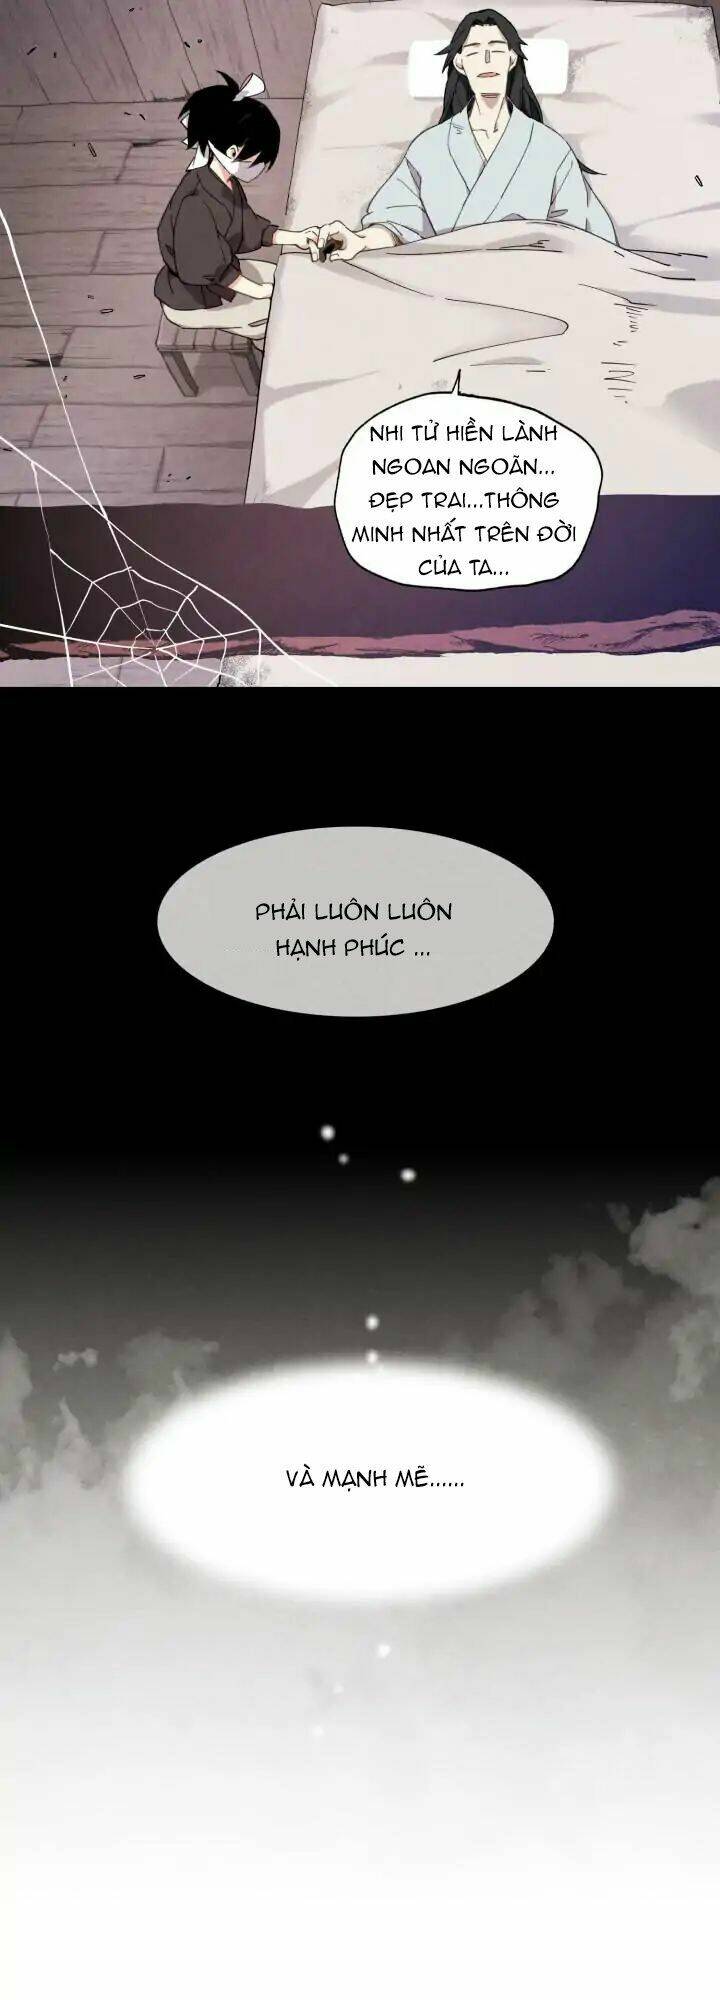 NHI TỬ HIỀN LÀNH
NGOAN NGOÃN...
ĐẸP TRAI...THÔNG
MINH NHẤT TRÊN ĐỜI
CỦA TA...
PHẢI LUÔN LUÔN
HẠNH PHÚC ...
VÀ MẠNH MẼ......